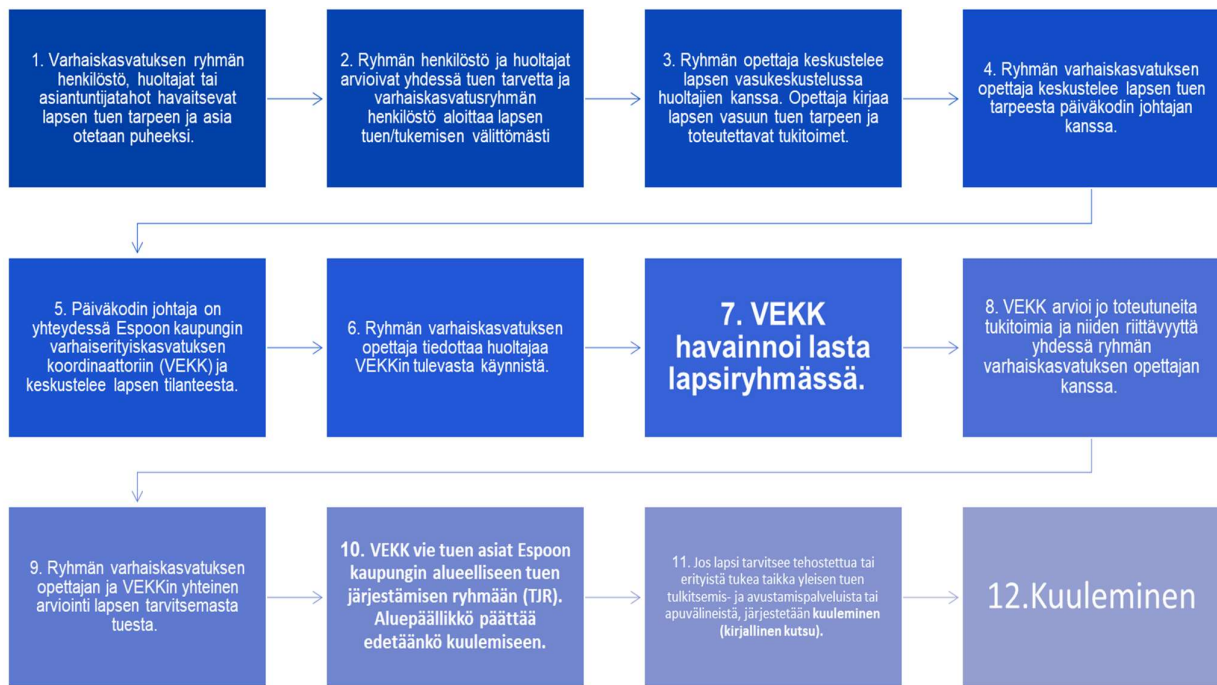 1. Varhaiskasvatuksen ryhmän
henkilöstö, huoltajat tai
asiantuntijatahot havaitsevat
lapsen tuen tarpeen ja asia
otetaan puheeksi.
2. Ryhmän henkilöstö ja huoltajat
arvioivat yhdessä tuen tarvetta ja
varhaiskasvatusryhmän
henkilöstö aloittaa lapsen
tuen/tukemisen välittömästi
3. Ryhmän opettaja keskustelee
lapsen vasukeskustelussa
huoltajien kanssa. Opettaja kirjaa
lapsen vasuun tuen tarpeen ja
toteutettavat tukitoimet.
4. Ryhmän varhaiskasvatuksen
opettaja keskustelee lapsen tuen
tarpeesta päiväkodin johtajan
kanssa.
5. Päiväkodin johtaja on
yhteydessä Espoon kaupungin
varhaiserityiskasvatuksen
koordinaattoriin (VEKK) ja
keskustelee lapsen tilanteesta.
6. Ryhmän varhaiskasvatuksen
opettaja tiedottaa huoltajaa
VEKKin tulevasta käynnistä.
7. VEKK
havainnoi lasta
lapsiryhmässä.
8. VEKK arvioi jo toteutuneita
tukitoimia ja niiden riittävyyttä
yhdessä ryhmän
varhaiskasvatuksen opettajan
kanssa.
9. Ryhmän varhaiskasvatuksen
opettajan ja VEKKin yhteinen
arviointi lapsen tarvitsemasta
tuesta.
10. VEKK vie tuen asiat Espoon
kaupungin alueelliseen tuen
järjestämisen ryhmään (TJR).
Aluepäällikkö päättää
edetäänkö kuulemiseen.
11. Jos lapsi tarvitsee tehostettua tai
erityistä tukea taikka yleisen tuen
tulkitsemis- ja avustamispalveluista tai
apuvälineistä, järjestetään kuuleminen
(kirjallinen kutsu).
12.Kuuleminen